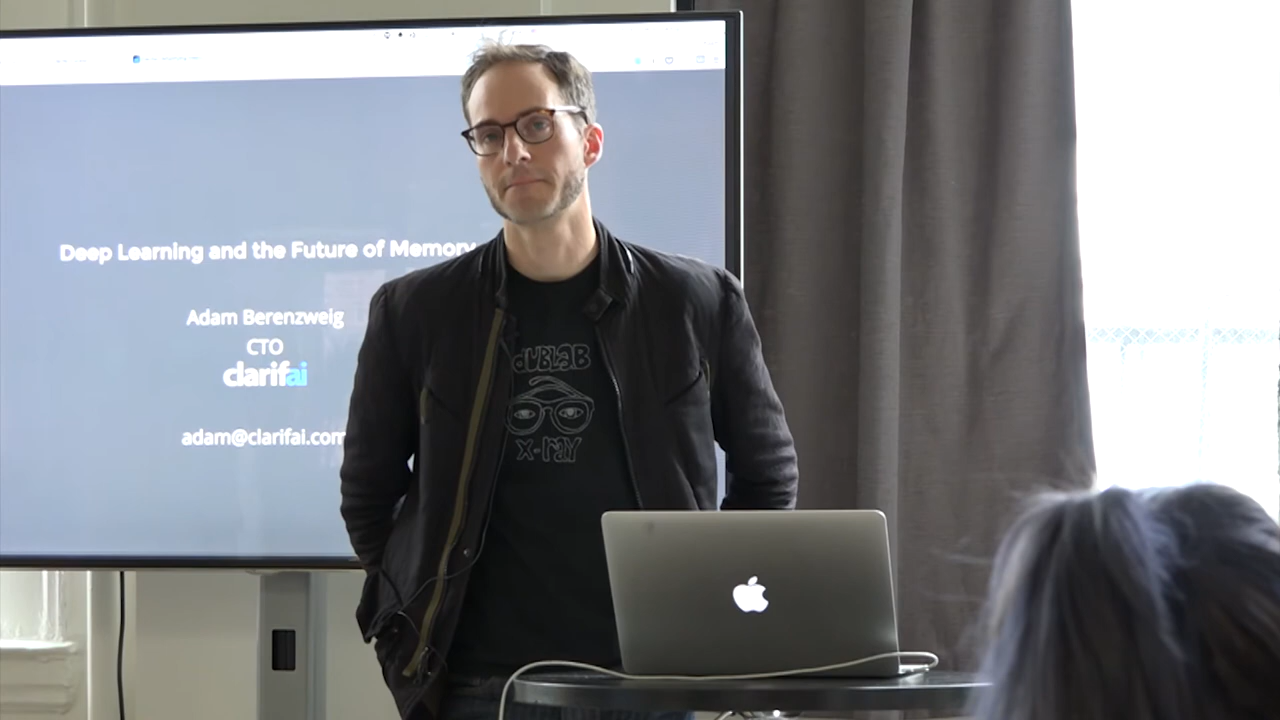 Deep Learning and the Future of Memory
Adam Berenzweig
CTO
clarifai
adam@clarifai.com
dublab
x-ray